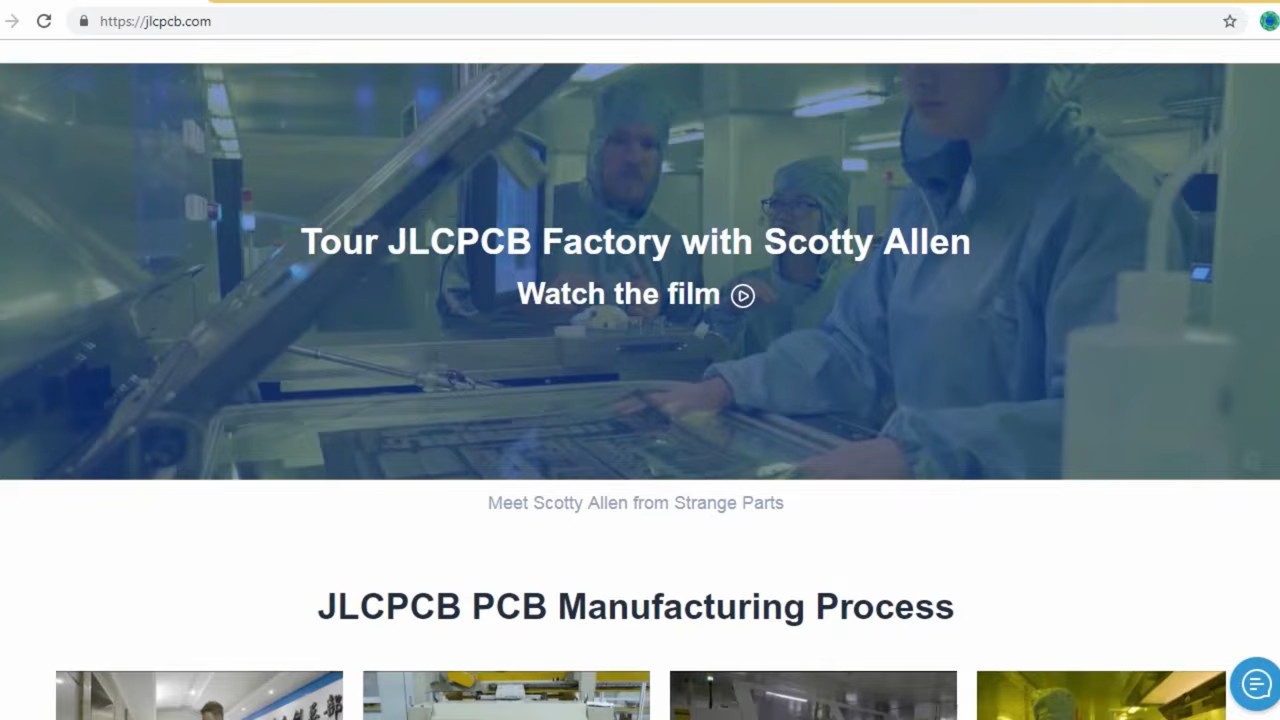 https://jlcpcb.com
Tour JLCPCB Factory with Scotty Allen
Watch the film
Meet Scotty Allen from Strange Parts
JLCPCB PCB Manufacturing Process